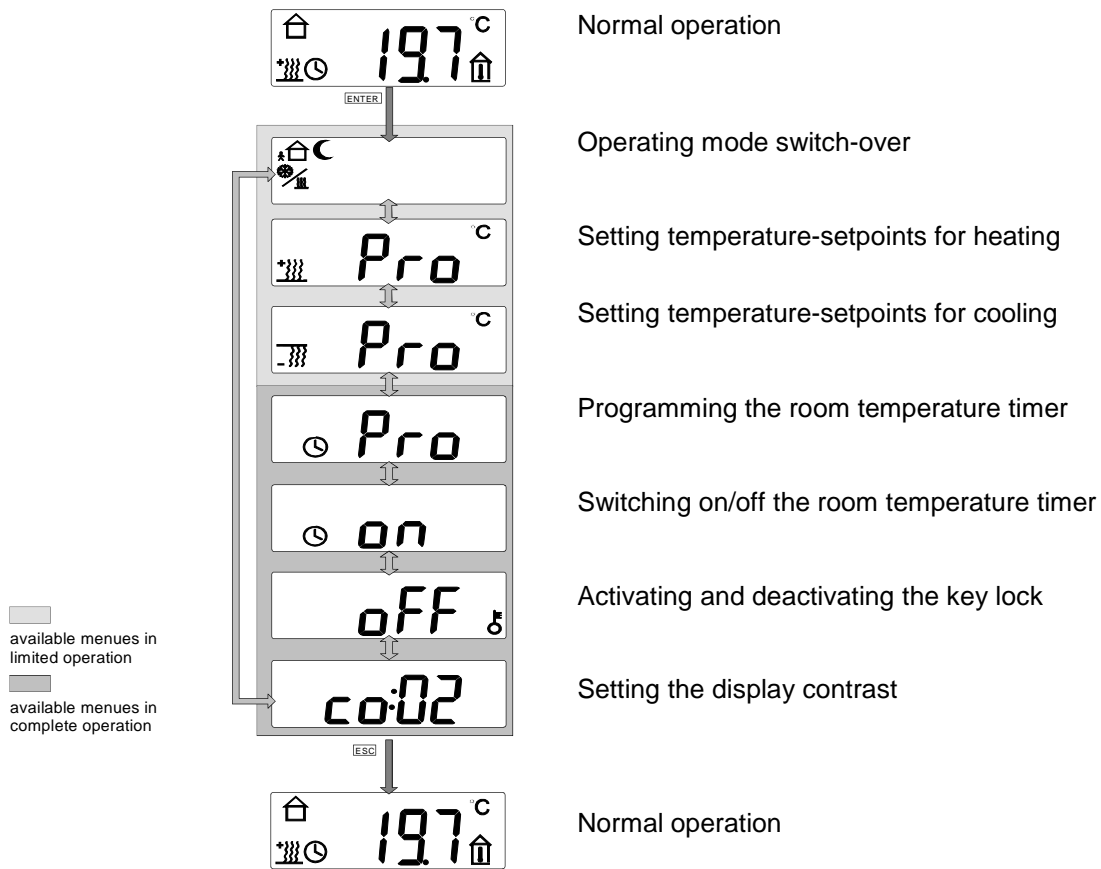 19.7 °C
Normal operation
ENTER
Operating mode switch-over
Pro °C
Setting temperature-setpoints for heating
Pro °C
Setting temperature-setpoints for cooling
Pro
Programming the room temperature timer
on
Switching on/off the room temperature timer
oFF
Activating and deactivating the key lock
available menues in
limited operation
co:02
Setting the display contrast
available menues in
complete operation
ESC
19.7 °C
Normal operation